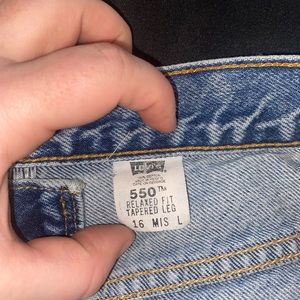 LEVI'S
550™
RELAXED FIT
TAPERED LEG
16 MIS L